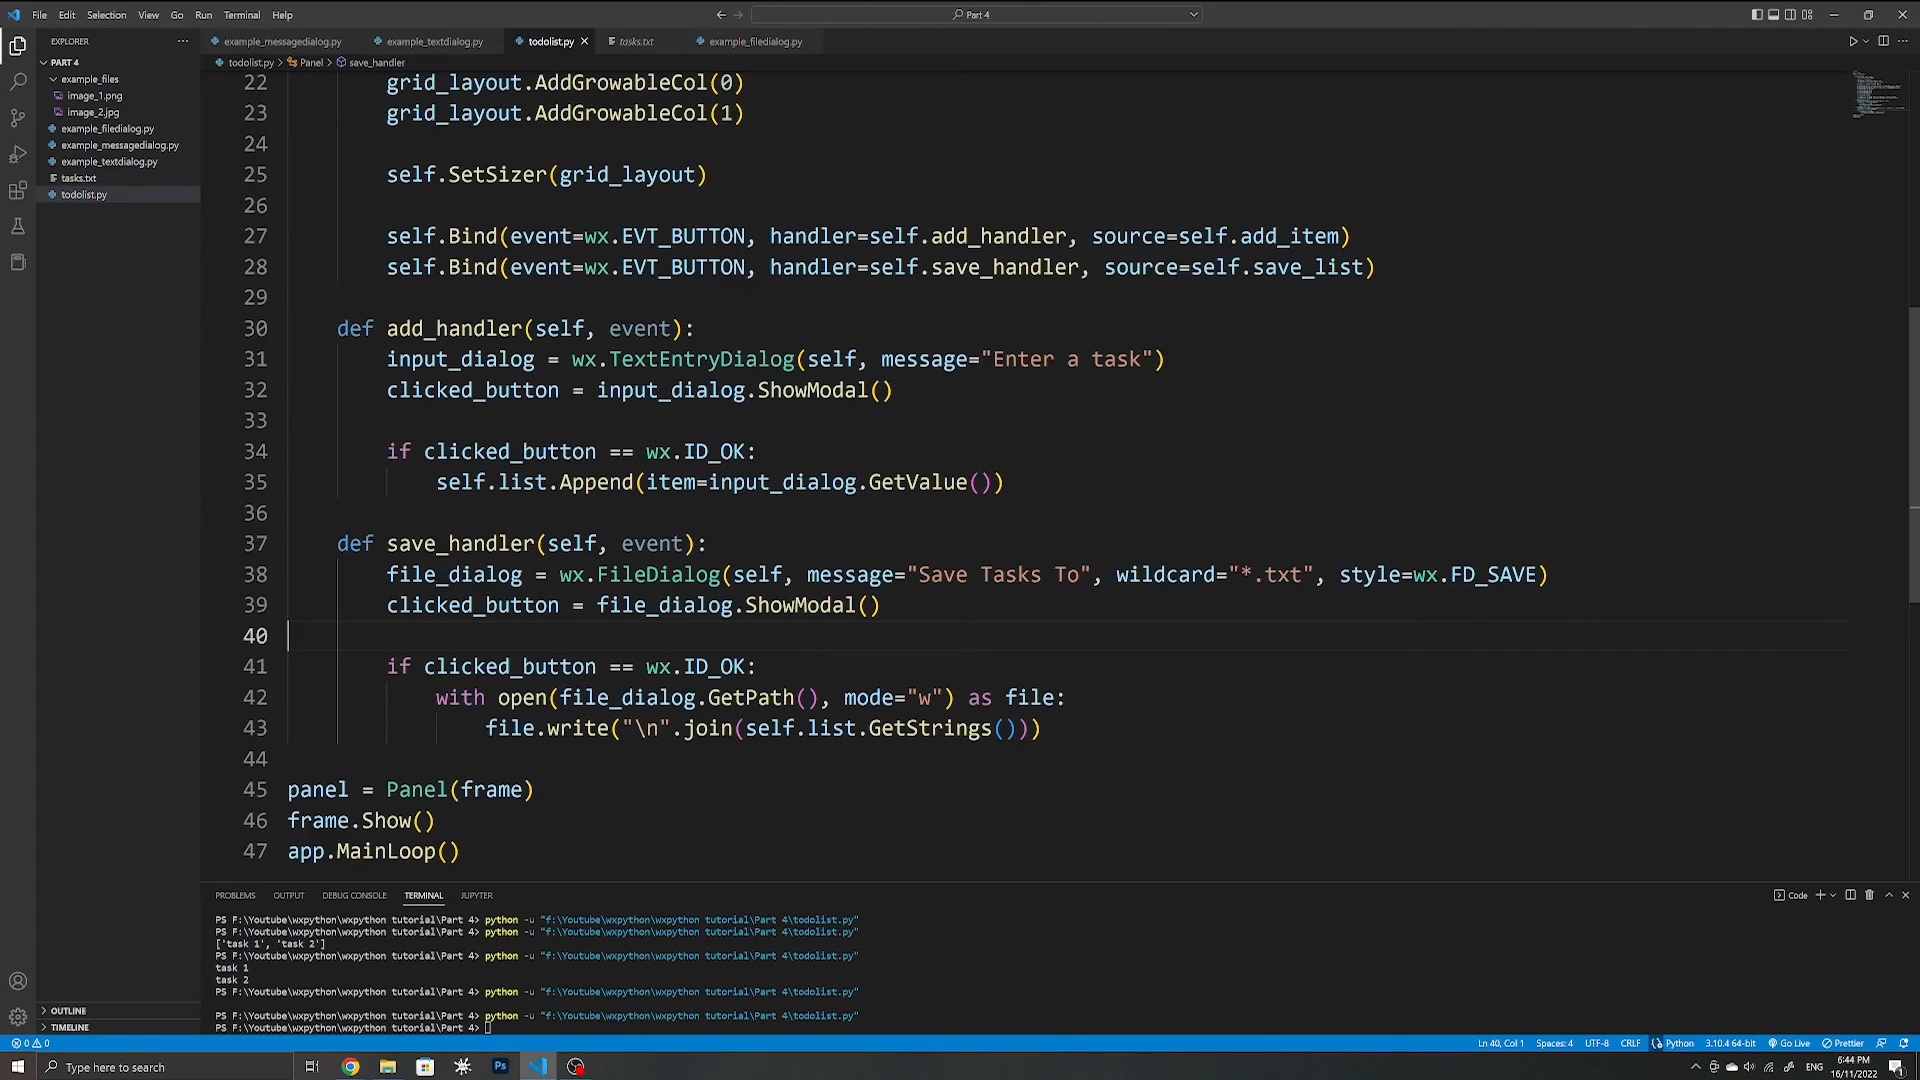 File Edit Selection View Go Run Terminal Help
Part 4
EXPLORER
example_messagedialog.py
example_textdialog.py
todolist.py
tasks.txt
example_filedialog.py
todolist.py > Panel > save_handler
PART 4
example_files
image_1.png
image_2.jpg
example_filedialog.py
example_messagedialog.py
example_textdialog.py
tasks.txt
todolist.py
22 grid_layout.AddGrowableCol(0)
23 grid_layout.AddGrowableCol(1)
24
25 self.SetSizer(grid_layout)
26
27 self.Bind(event=wx.EVT_BUTTON, handler=self.add_handler, source=self.add_item)
28 self.Bind(event=wx.EVT_BUTTON, handler=self.save_handler, source=self.save_list)
29
30 def add_handler(self, event):
31 input_dialog = wx.TextEntryDialog(self, message="Enter a task")
32 clicked_button = input_dialog.ShowModal()
33
34 if clicked_button == wx.ID_OK:
35 self.list.Append(item=input_dialog.GetValue())
36
37 def save_handler(self, event):
38 file_dialog = wx.FileDialog(self, message="Save Tasks To", wildcard="*.txt", style=wx.FD_SAVE)
39 clicked_button = file_dialog.ShowModal()
40
41 if clicked_button == wx.ID_OK:
42 with open(file_dialog.GetPath(), mode="w") as file:
43 file.write("\n".join(self.list.GetStrings()))
44
45 panel = Panel(frame)
46 frame.Show()
47 app.MainLoop()
PROBLEMS OUTPUT DEBUG CONSOLE TERMINAL JUPYTER
Code
PS F:\Youtube\wxpython\wxpython tutorial\Part 4> python -u "f:\Youtube\wxpython\wxpython tutorial\Part 4\todolist.py"
PS F:\Youtube\wxpython\wxpython tutorial\Part 4> python -u "f:\Youtube\wxpython\wxpython tutorial\Part 4\todolist.py"
['task 1', 'task 2']
PS F:\Youtube\wxpython\wxpython tutorial\Part 4> python -u "f:\Youtube\wxpython\wxpython tutorial\Part 4\todolist.py"
task 1
task 2
PS F:\Youtube\wxpython\wxpython tutorial\Part 4> python -u "f:\Youtube\wxpython\wxpython tutorial\Part 4\todolist.py"
PS F:\Youtube\wxpython\wxpython tutorial\Part 4> python -u "f:\Youtube\wxpython\wxpython tutorial\Part 4\todolist.py"
PS F:\Youtube\wxpython\wxpython tutorial\Part 4>
OUTLINE
TIMELINE
0 0
Ln 40, Col 1 Spaces: 4 UTF-8 CRLF Python 3.10.4 64-bit Go Live Prettier
Type here to search
Ps
ENG
6:44 PM
16/11/2022
1